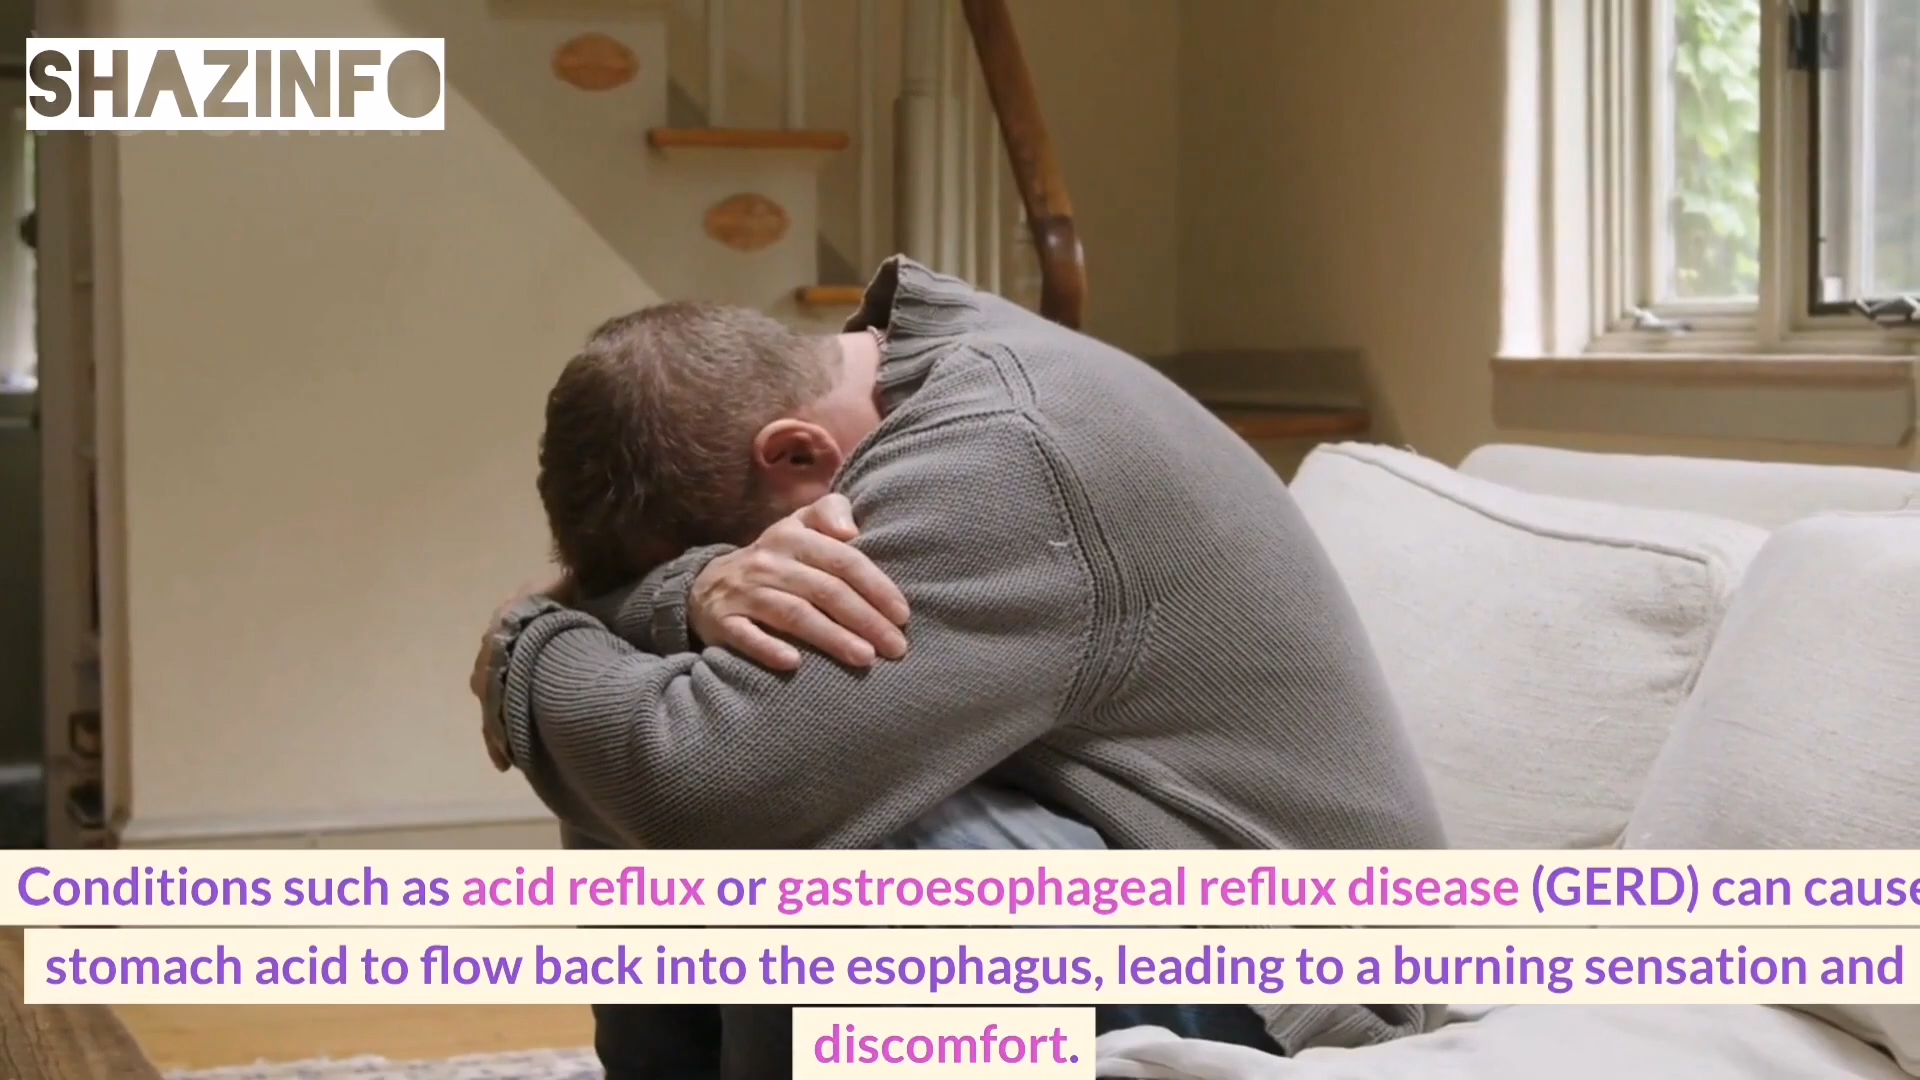 SHAZINFO
Conditions such as acid reflux or gastroesophageal reflux disease (GERD) can cause
stomach acid to flow back into the esophagus, leading to a burning sensation and
discomfort.